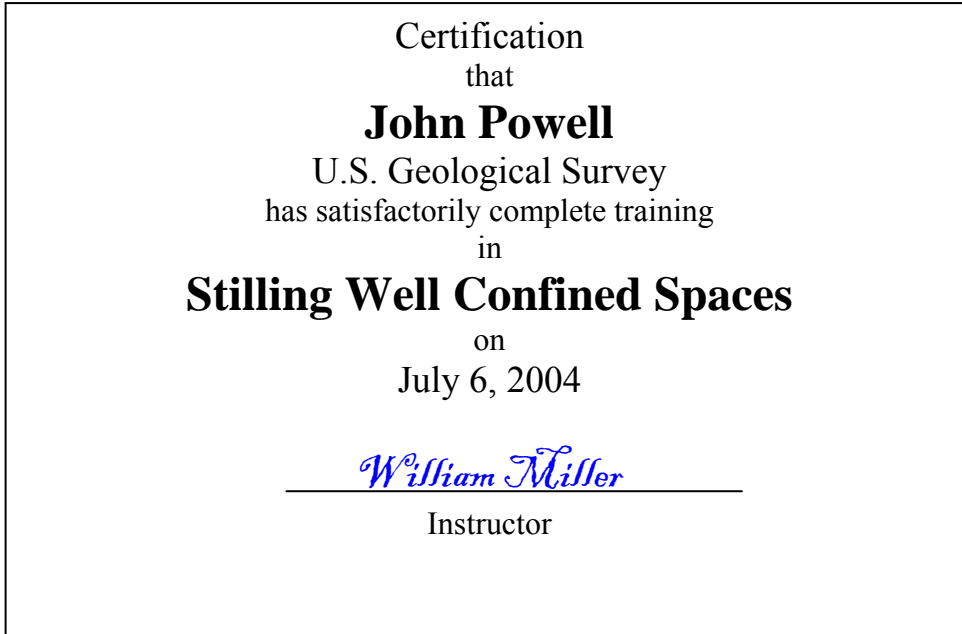 Certification
that
John Powell
U.S. Geological Survey
has satisfactorily complete training
in
Stilling Well Confined Spaces
on
July 6, 2004
William Miller
Instructor